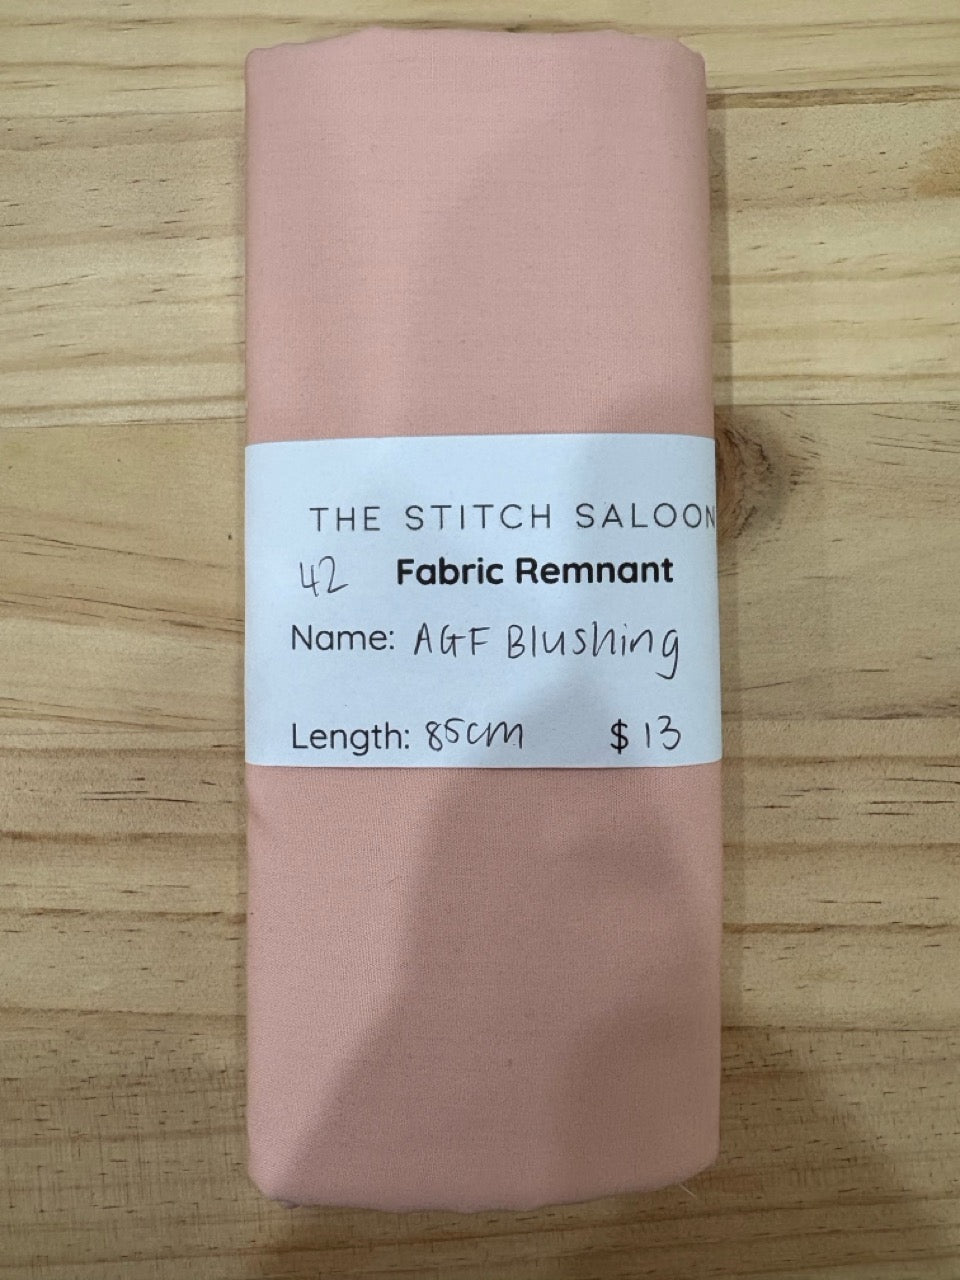 THE STITCH SALOON
42 Fabric Remnant
Name: AGF Blushing
Length: 85cm $13